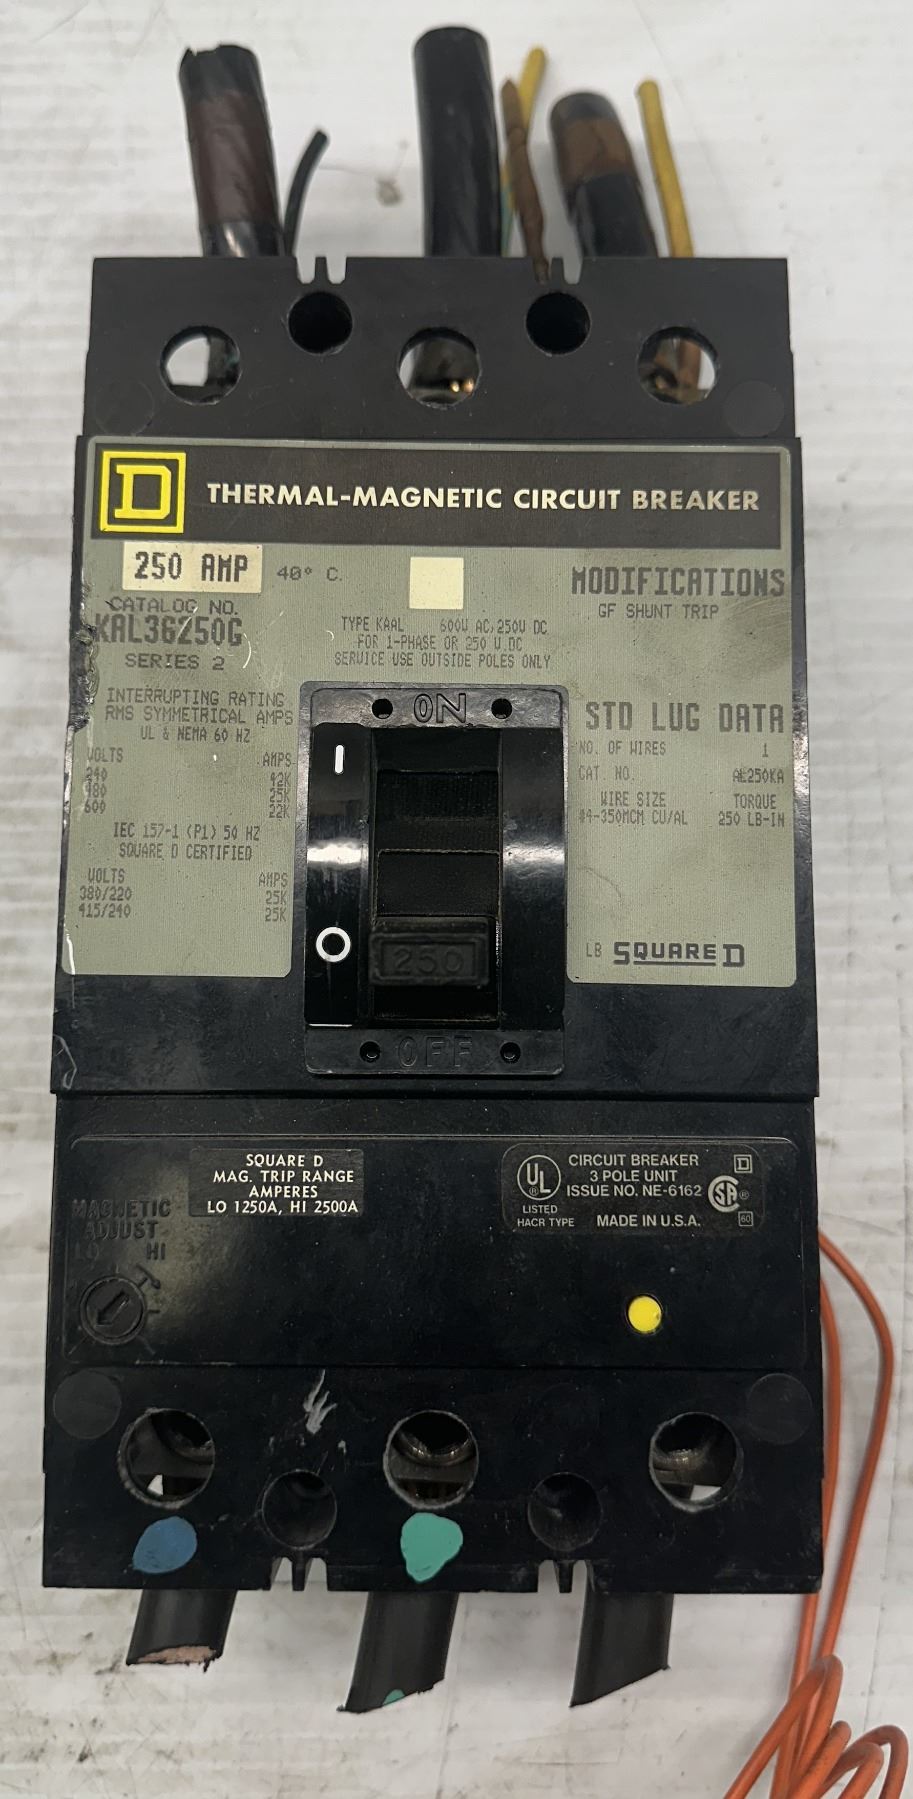 D THERMAL-MAGNETIC CIRCUIT BREAKER
250 AMP 40° C.
CATALOG NO.
KAL36250G
SERIES 2
INTERRUPTING RATING
RMS SYMMETRICAL AMPS
UL & NEMA 60 HZ
VOLTS AMPS
240 42K
480 25K
600 22K
IEC 157-1 (P1) 50 HZ
SQUARE D CERTIFIED
VOLTS AMPS
380/220 25K
415/240 25K
TYPE KAAL 600V AC, 250V DC
FOR 1-PHASE OR 250 V.DC
SERVICE USE OUTSIDE POLES ONLY
MODIFICATIONS
GF SHUNT TRIP
STD LUG DATA
NO. OF WIRES 1
CAT. NO. AL250KA
WIRE SIZE TORQUE
#4-350MCM CU/AL 250 LB-IN
LB SQUARE D
ON
I
O
250
OFF
MAGNETIC
ADJUST
LO HI
SQUARE D
MAG. TRIP RANGE
AMPERES
LO 1250A, HI 2500A
UL ®
LISTED
HACR TYPE
CIRCUIT BREAKER
3 POLE UNIT
ISSUE NO. NE-6162
MADE IN U.S.A.
D
SA ®
60